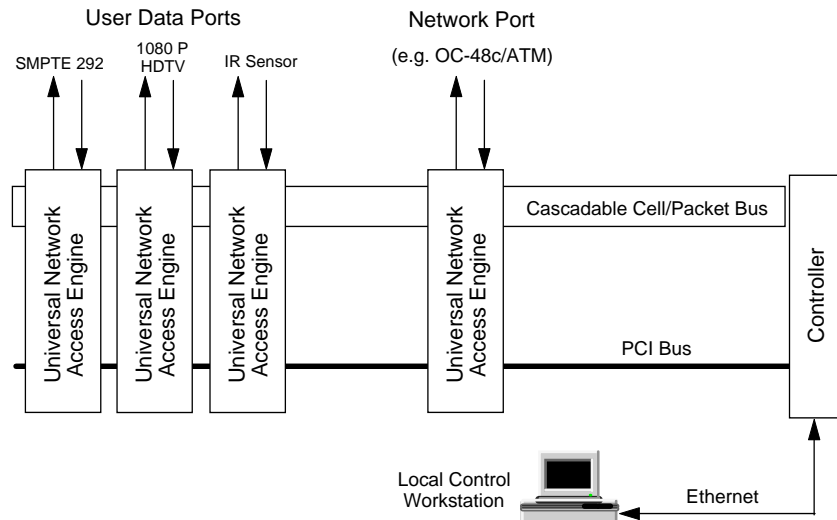 User Data Ports
Network Port
SMPTE 292
1080 P
HDTV
IR Sensor
(e.g. OC-48c/ATM)
Universal Network
Access Engine
Universal Network
Access Engine
Universal Network
Access Engine
Universal Network
Access Engine
Cascadable Cell/Packet Bus
Controller
PCI Bus
Local Control
Workstation
Ethernet